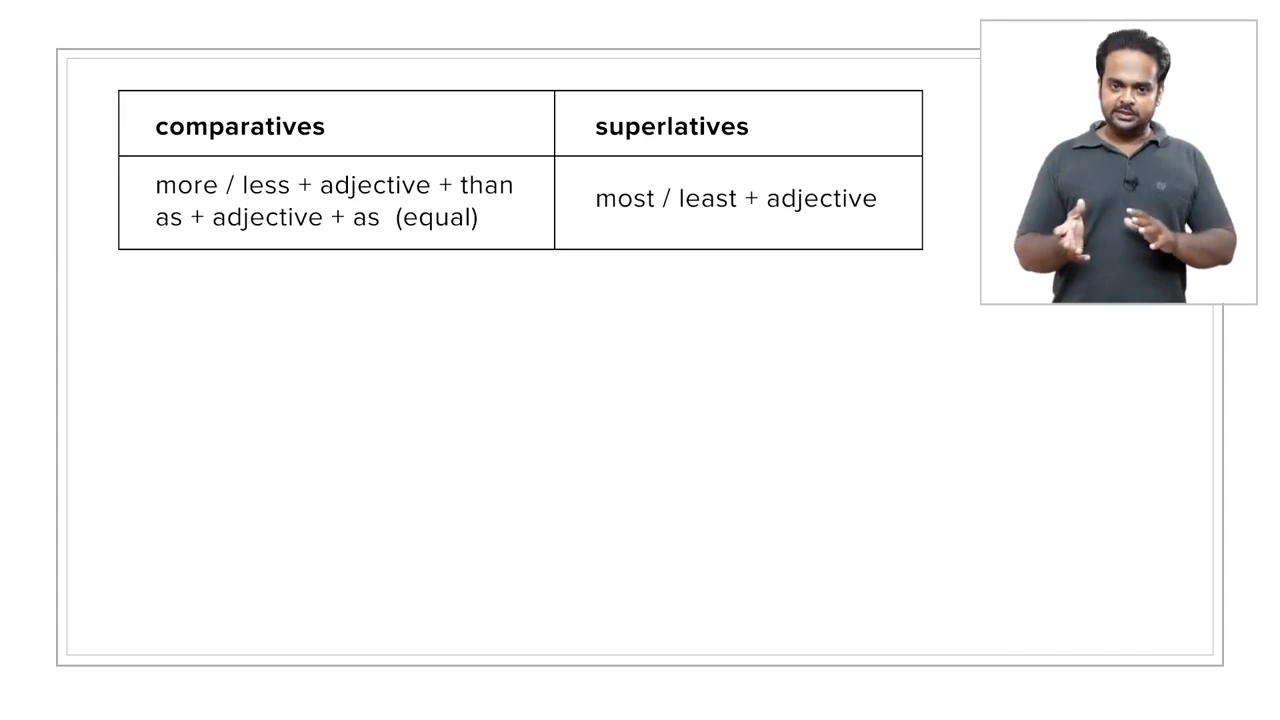 comparatives
superlatives
more / less + adjective + than
as + adjective + as (equal)
most / least + adjective